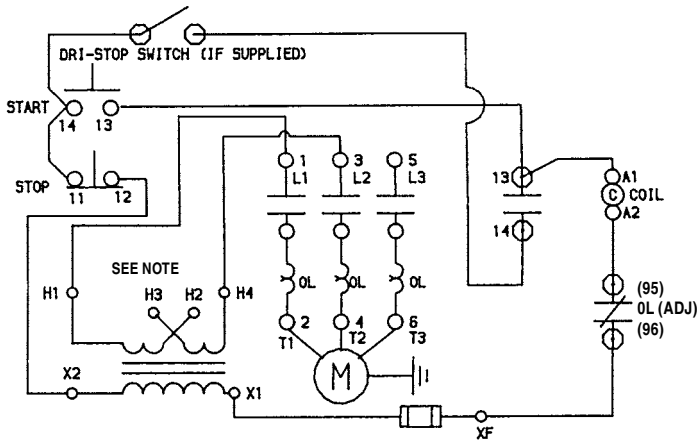 DRI-STOP SWITCH (IF SUPPLIED)
START
14 13
STOP
11 12
1 3 5
L1 L2 L3
13
14
A1
C COIL
A2
SEE NOTE
H1 H3 H2 H4
OL OL OL
(95)
OL (ADJ)
(96)
2 4 6
T1 T2 T3
M
X2 X1
XF